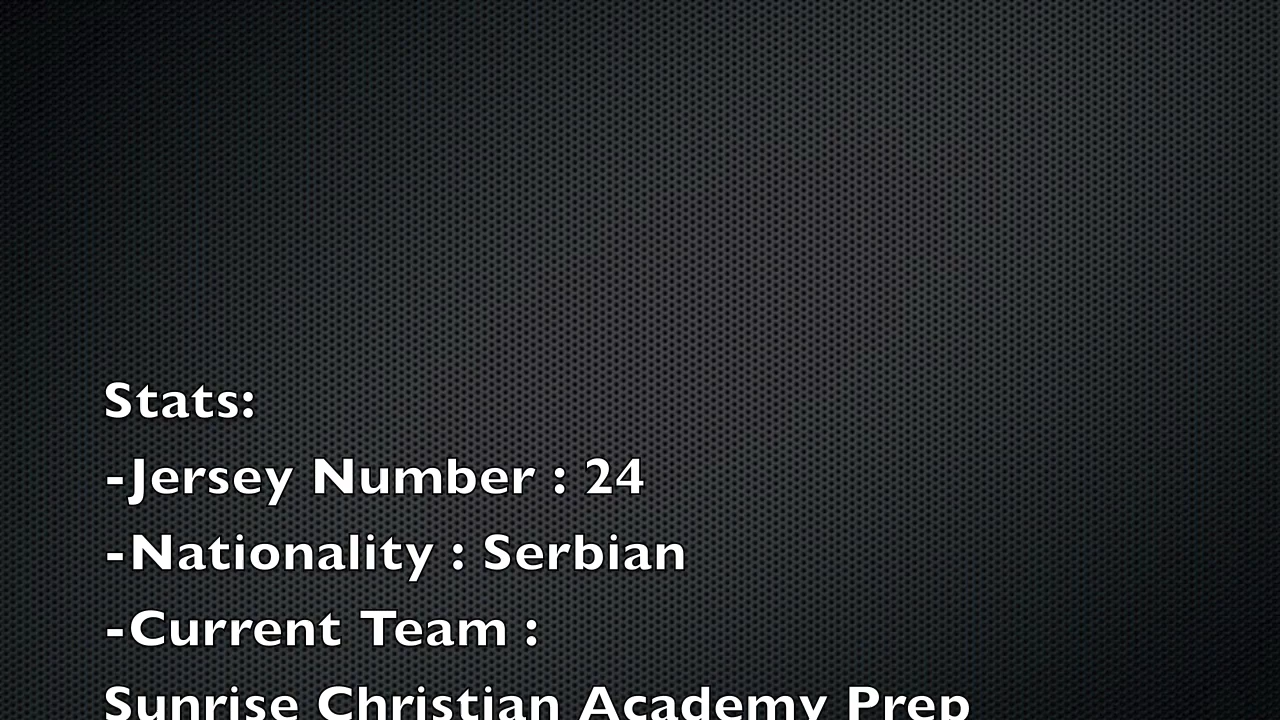 Stats:
-Jersey Number : 24
-Nationality : Serbian
-Current Team :
Sunrise Christian Academy Prep